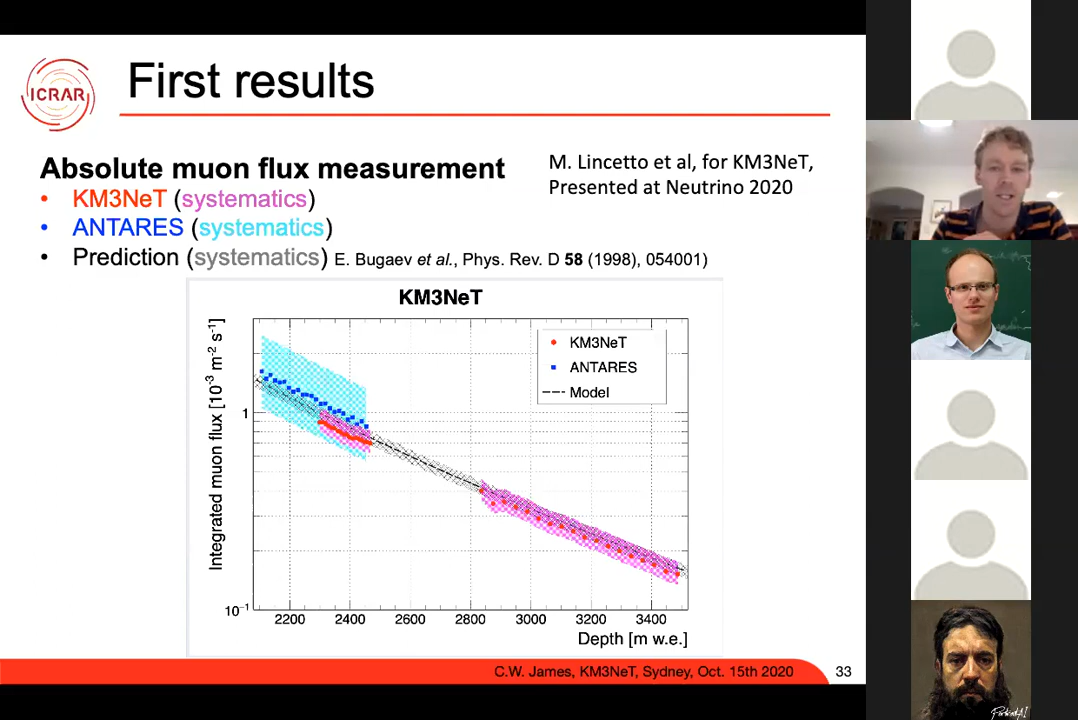 ICRAR
First results
Absolute muon flux measurement
M. Lincetto et al, for KM3NeT,
Presented at Neutrino 2020
• KM3NeT (systematics)
• ANTARES (systematics)
• Prediction (systematics) E. Bugaev et al., Phys. Rev. D 58 (1998), 054001)
KM3NeT
Integrated muon flux [10⁻³ m⁻² s⁻¹]
KM3NeT
ANTARES
Model
1
10⁻¹
2200 2400 2600 2800 3000 3200 3400
Depth [m w.e.]
C.W. James, KM3NeT, Sydney, Oct. 15th 2020
33